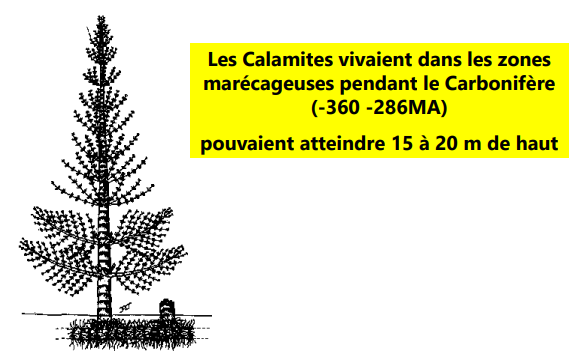 Les Calamites vivaient dans les zones
marécageuses pendant le Carbonifère
(-360 -286MA)
pouvaient atteindre 15 à 20 m de haut